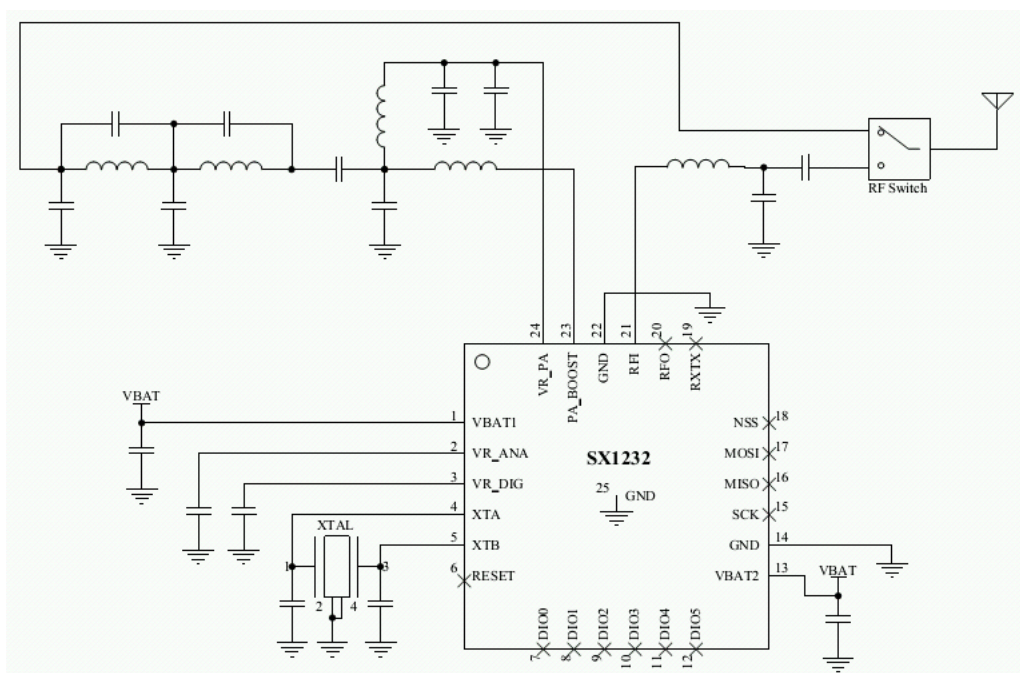 RF Switch
24
23
22
21
20
19
VR_PA
PA_BOOST
GND
RFI
RFO
RXTX
VBAT
1
VBAT1
NSS
18
2
VR_ANA
MOSI
17
SX1232
3
VR_DIG
MISO
16
25
GND
4
XTA
SCK
15
XTAL
5
XTB
GND
14
1
3
6
RESET
VBAT2
13
VBAT
2
4
DIO0
DIO1
DIO2
DIO3
DIO4
DIO5
7
8
9
10
11
12